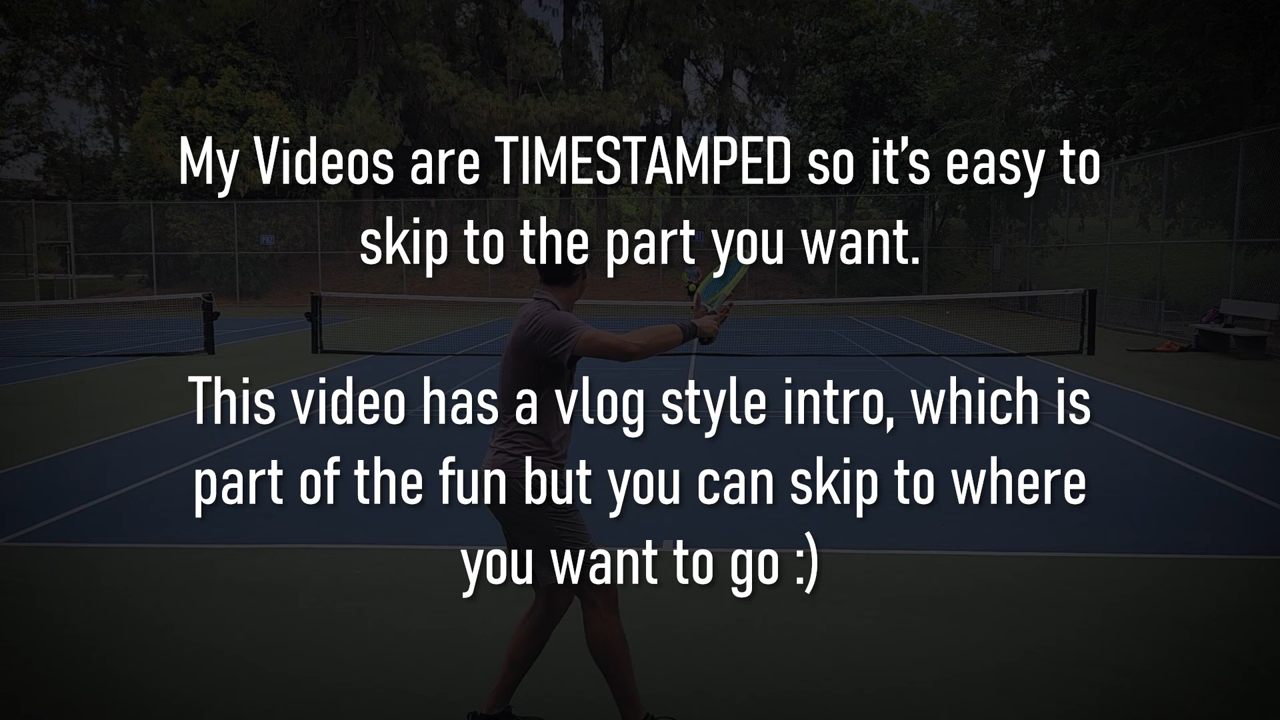 My Videos are TIMESTAMPED so it's easy to
skip to the part you want.
This video has a vlog style intro, which is
part of the fun but you can skip to where
you want to go :)